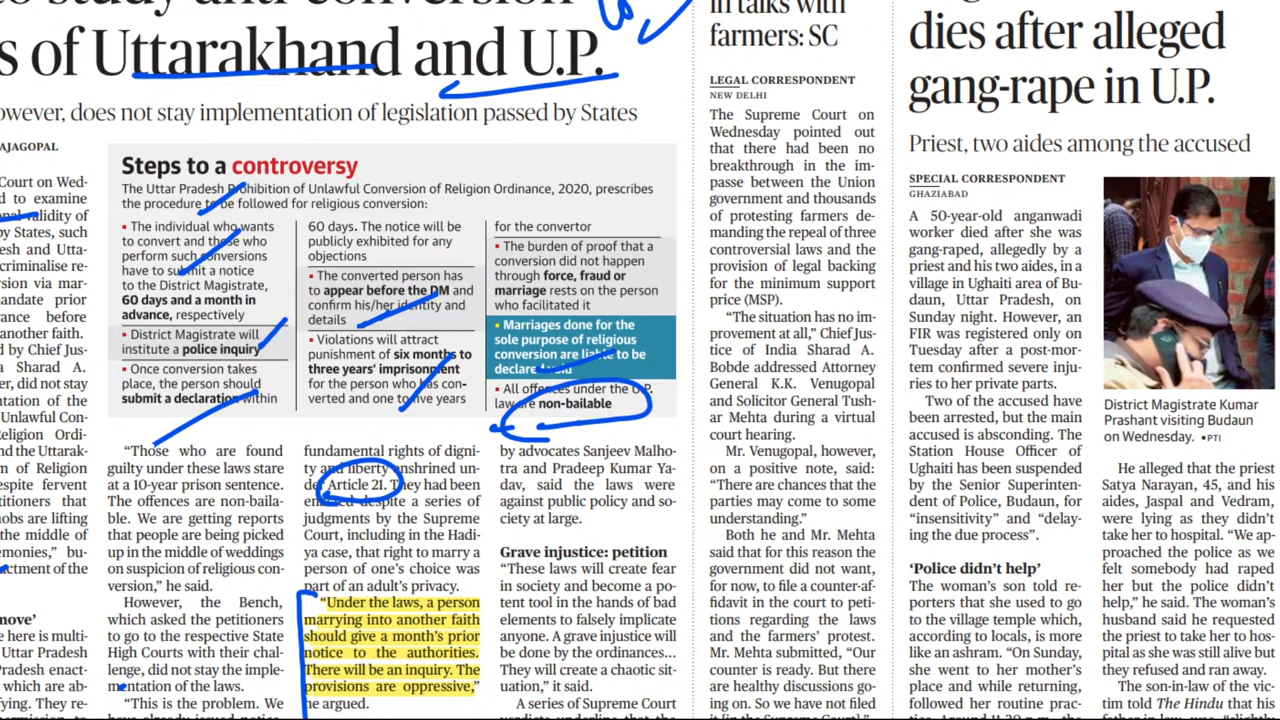 to study anti-conversion
s of Uttarakhand and U.P.
owever, does not stay implementation of legislation passed by States
AJAGOPAL
Court on Wed-
d to examine
validity of
by States, such
esh and Utta-
criminalise re-
rsion via mar-
andate prior
rance before
another faith.
d by Chief Jus-
a Sharad A.
er, did not stay
ntation of the
Unlawful Con-
Religion Ordi-
nd the Uttarak-
m of Religion
espite fervent
titioners that
obs are lifting
the middle of
emonies,” bu-
actment of the
move’
e here is multi-
Uttar Pradesh
Pradesh enact-
which are ab-
fying. They re-
Steps to a controversy
The Uttar Pradesh Prohibition of Unlawful Conversion of Religion Ordinance, 2020, prescribes
the procedure to be followed for religious conversion:
▪ The individual who wants
to convert and those who
perform such conversions
have to submit a notice
to the District Magistrate,
60 days and a month in
advance, respectively
▪ District Magistrate will
institute a police inquiry
▪ Once conversion takes
place, the person should
submit a declaration within
60 days. The notice will be
publicly exhibited for any
objections
▪ The converted person has
to appear before the DM and
confirm his/her identity and
details
▪ Violations will attract
punishment of six months to
three years’ imprisonment
for the person who has con-
verted and one to five years
for the convertor
▪ The burden of proof that a
conversion did not happen
through force, fraud or
marriage rests on the person
who facilitated it
▪ Marriages done for the
sole purpose of religious
conversion are liable to be
declared void
▪ All offences under the U.P.
law are non-bailable
“Those who are found
guilty under these laws stare
at a 10-year prison sentence.
The offences are non-baila-
ble. We are getting reports
that people are being picked
up in the middle of weddings
on suspicion of religious con-
version,” he said.
However, the Bench,
which asked the petitioners
to go to the respective State
High Courts with their chal-
lenge, did not stay the imple-
mentation of the laws.
“This is the problem. We
have already issued notice
fundamental rights of digni-
ty and liberty enshrined un-
der Article 21. They had been
enacted despite a series of
judgments by the Supreme
Court, including in the Hadi-
ya case, that right to marry a
person of one’s choice was
part of an adult’s privacy.
“Under the laws, a person
marrying into another faith
should give a month’s prior
notice to the authorities.
There will be an inquiry. The
provisions are oppressive,”
he argued.
by advocates Sanjeev Malho-
tra and Pradeep Kumar Ya-
dav, said the laws were
against public policy and so-
ciety at large.
Grave injustice: petition
“These laws will create fear
in society and become a po-
tent tool in the hands of bad
elements to falsely implicate
anyone. A grave injustice will
be done by the ordinances...
They will create a chaotic sit-
uation,” it said.
A series of Supreme Court
in talks with
farmers: SC
LEGAL CORRESPONDENT
NEW DELHI
The Supreme Court on
Wednesday pointed out
that there had been no
breakthrough in the im-
passe between the Union
government and thousands
of protesting farmers de-
manding the repeal of three
controversial laws and the
provision of legal backing
for the minimum support
price (MSP).
“The situation has no im-
provement at all,” Chief Jus-
tice of India Sharad A.
Bobde addressed Attorney
General K.K. Venugopal
and Solicitor General Tush-
ar Mehta during a virtual
court hearing.
Mr. Venugopal, however,
on a positive note, said:
“There are chances that the
parties may come to some
understanding.”
Both he and Mr. Mehta
said that for this reason the
government did not want,
for now, to file a counter-af-
fidavit in the court to peti-
tions regarding the laws
and the farmers’ protest.
Mr. Mehta submitted, “Our
counter is ready. But there
are healthy discussions go-
ing on. So we have not filed
it (in the Supreme Court)”
dies after alleged
gang-rape in U.P.
Priest, two aides among the accused
SPECIAL CORRESPONDENT
GHAZIABAD
A 50-year-old anganwadi
worker died after she was
gang-raped, allegedly by a
priest and his two aides, in a
village in Ughaiti area of Bu-
daun, Uttar Pradesh, on
Sunday night. However, an
FIR was registered only on
Tuesday after a post-mor-
tem confirmed severe inju-
ries to her private parts.
Two of the accused have
been arrested, but the main
accused is absconding. The
Station House Officer of
Ughaiti has been suspended
by the Senior Superinten-
dent of Police, Budaun, for
“insensitivity” and “delay-
ing the due process”.
‘Police didn’t help’
The woman’s son told re-
porters that she used to go
to the village temple which,
according to locals, is more
like an ashram. “On Sunday,
she went to her mother’s
place and while returning,
followed her routine prac-
District Magistrate Kumar
Prashant visiting Budaun
on Wednesday. ▪PTI
He alleged that the priest
Satya Narayan, 45, and his
aides, Jaspal and Vedram,
were lying as they didn’t
take her to hospital. “We ap-
proached the police as we
felt somebody had raped
her but the police didn’t
help,” he said. The woman’s
husband said he requested
the priest to take her to hos-
pital as she was still alive but
they refused and ran away.
The son-in-law of the vic-
tim told The Hindu that his